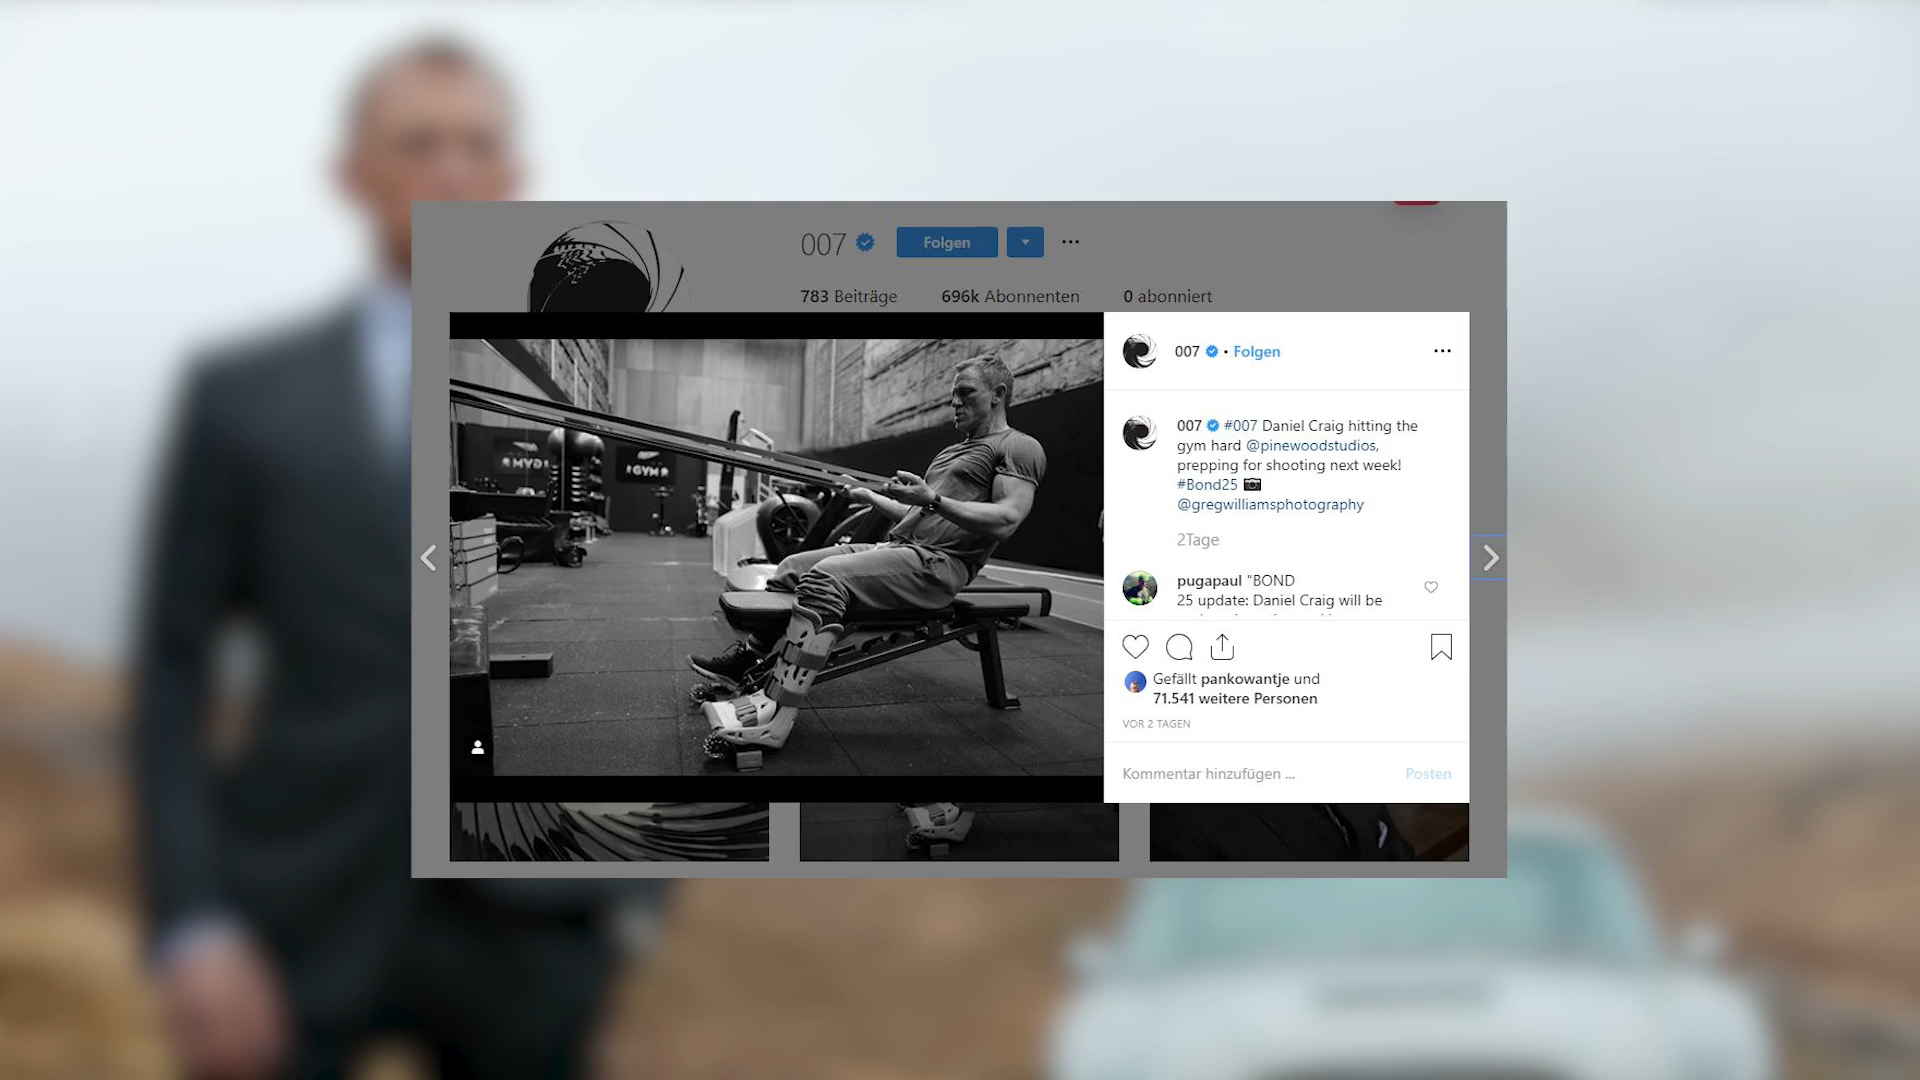 007 Folgen
783 Beiträge 696k Abonnenten 0 abonniert
007 • Folgen
007 #007 Daniel Craig hitting the
gym hard @pinewoodstudios,
prepping for shooting next week!
#Bond25
@gregwilliamsphotography
2Tage
pugapaul "BOND
25 update: Daniel Craig will be
Gefällt pankowantje und
71.541 weitere Personen
VOR 2 TAGEN
Kommentar hinzufügen ... Posten
GYM